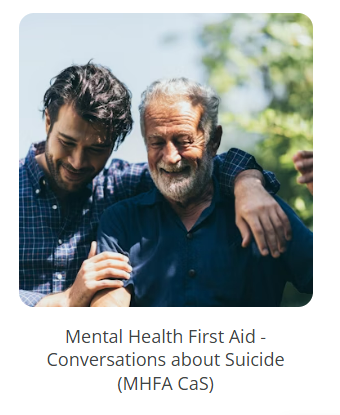 Mental Health First Aid -
Conversations about Suicide
(MHFA CaS)